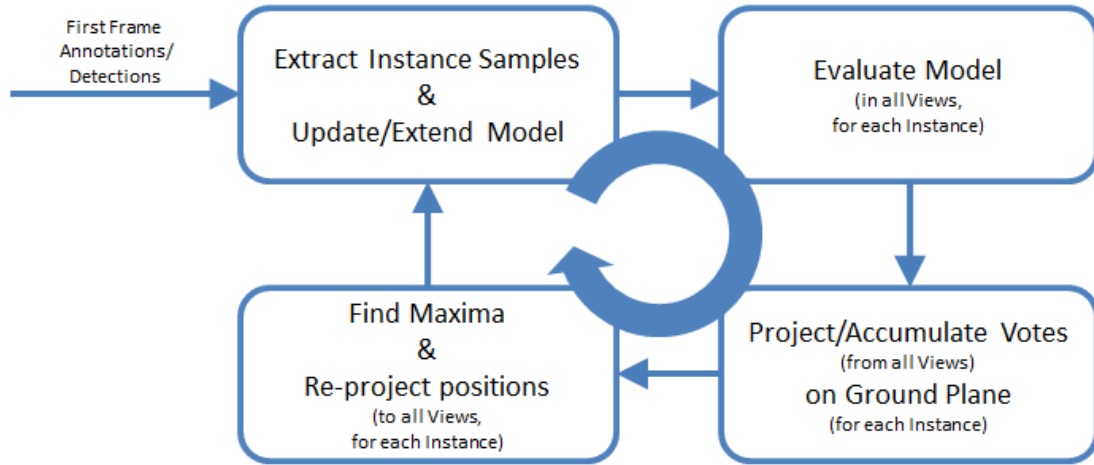 First Frame
Annotations/
Detections
Extract Instance Samples
&
Update/Extend Model
Evaluate Model
(in all Views,
for each Instance)
Find Maxima
&
Re-project positions
(to all Views,
for each Instance)
Project/Accumulate Votes
(from all Views)
on Ground Plane
(for each Instance)